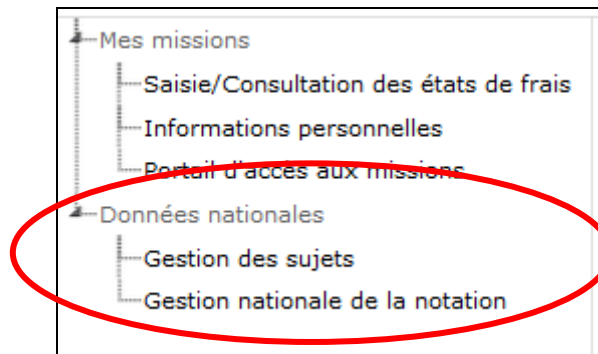 Mes missions
Saisie/Consultation des états de frais
Informations personnelles
Portail d'accès aux missions
Données nationales
Gestion des sujets
Gestion nationale de la notation